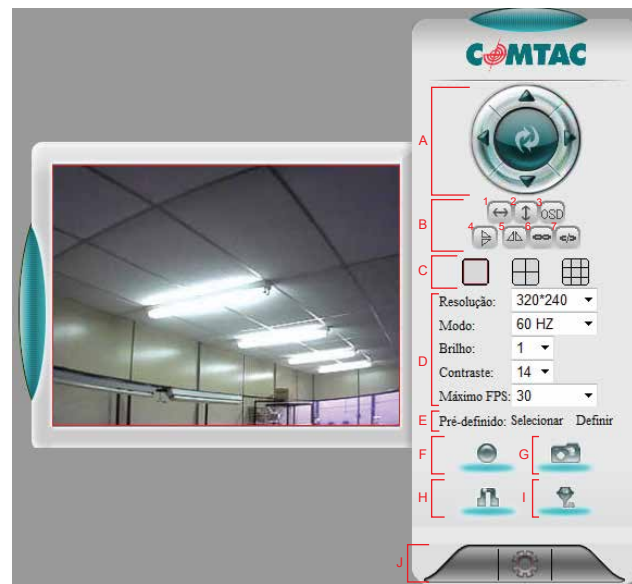 COMTAC
A
1 2 3
OSD
B
4 5 6 7
C
Resolução: 320*240
Modo: 60 HZ
Brilho: 1
D
Contraste: 14
Máximo FPS: 30
E Pré-definido: Selecionar Definir
F G
H I
J